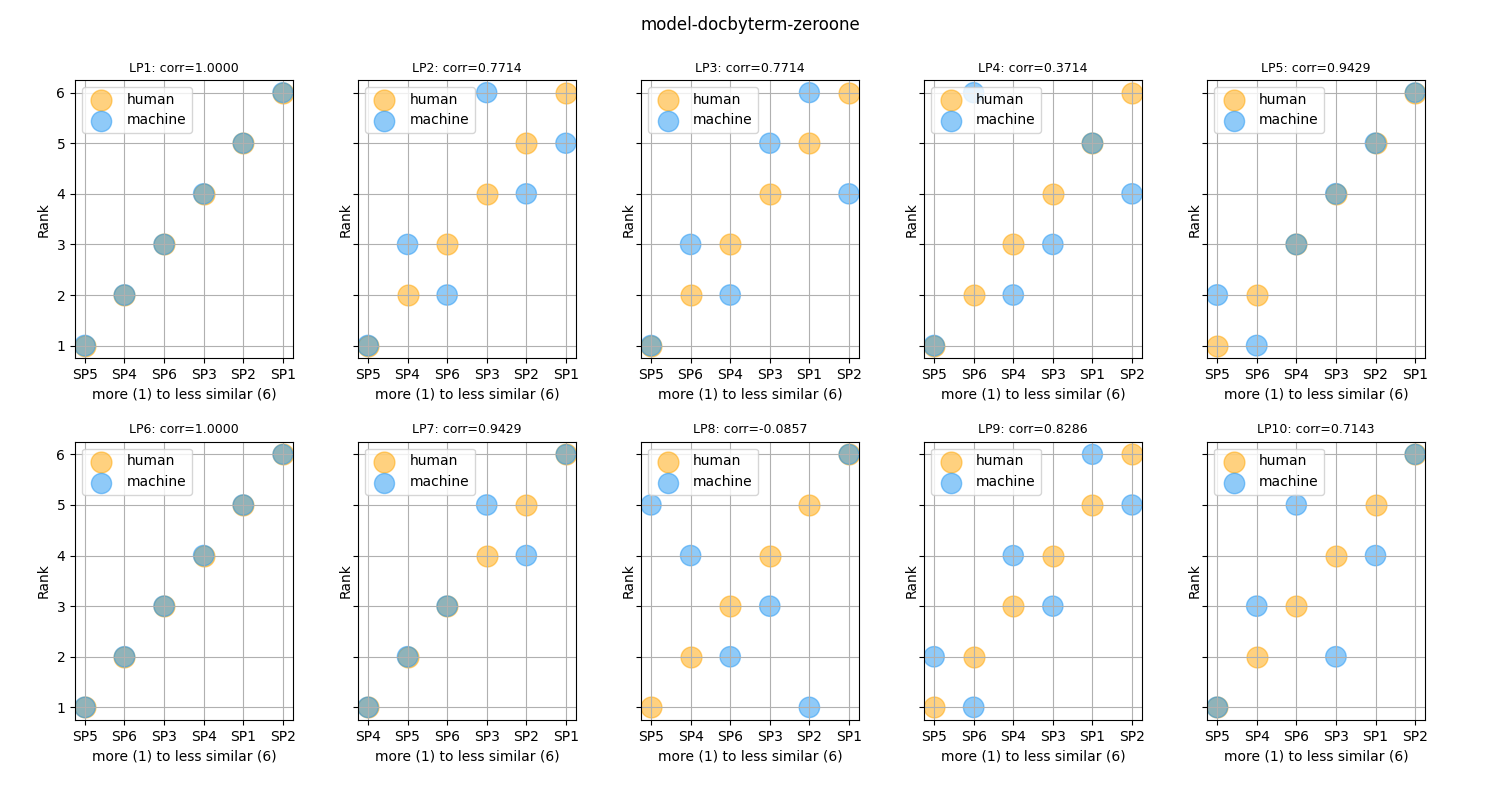 model-docbyterm-zeroone
LP1: corr=1.0000
human
machine
6
5
4
3
2
1
Rank
SP5 SP4 SP6 SP3 SP2 SP1
more (1) to less similar (6)
LP2: corr=0.7714
human
machine
Rank
SP5 SP4 SP6 SP3 SP2 SP1
more (1) to less similar (6)
LP3: corr=0.7714
human
machine
Rank
SP5 SP6 SP4 SP3 SP1 SP2
more (1) to less similar (6)
LP4: corr=0.3714
human
machine
Rank
SP5 SP6 SP4 SP3 SP1 SP2
more (1) to less similar (6)
LP5: corr=0.9429
human
machine
Rank
SP5 SP6 SP4 SP3 SP2 SP1
more (1) to less similar (6)
LP6: corr=1.0000
human
machine
6
5
4
3
2
1
Rank
SP5 SP6 SP3 SP4 SP1 SP2
more (1) to less similar (6)
LP7: corr=0.9429
human
machine
Rank
SP4 SP5 SP6 SP3 SP2 SP1
more (1) to less similar (6)
LP8: corr=-0.0857
human
machine
Rank
SP5 SP4 SP6 SP3 SP2 SP1
more (1) to less similar (6)
LP9: corr=0.8286
human
machine
Rank
SP5 SP6 SP4 SP3 SP1 SP2
more (1) to less similar (6)
LP10: corr=0.7143
human
machine
Rank
SP5 SP4 SP6 SP3 SP1 SP2
more (1) to less similar (6)